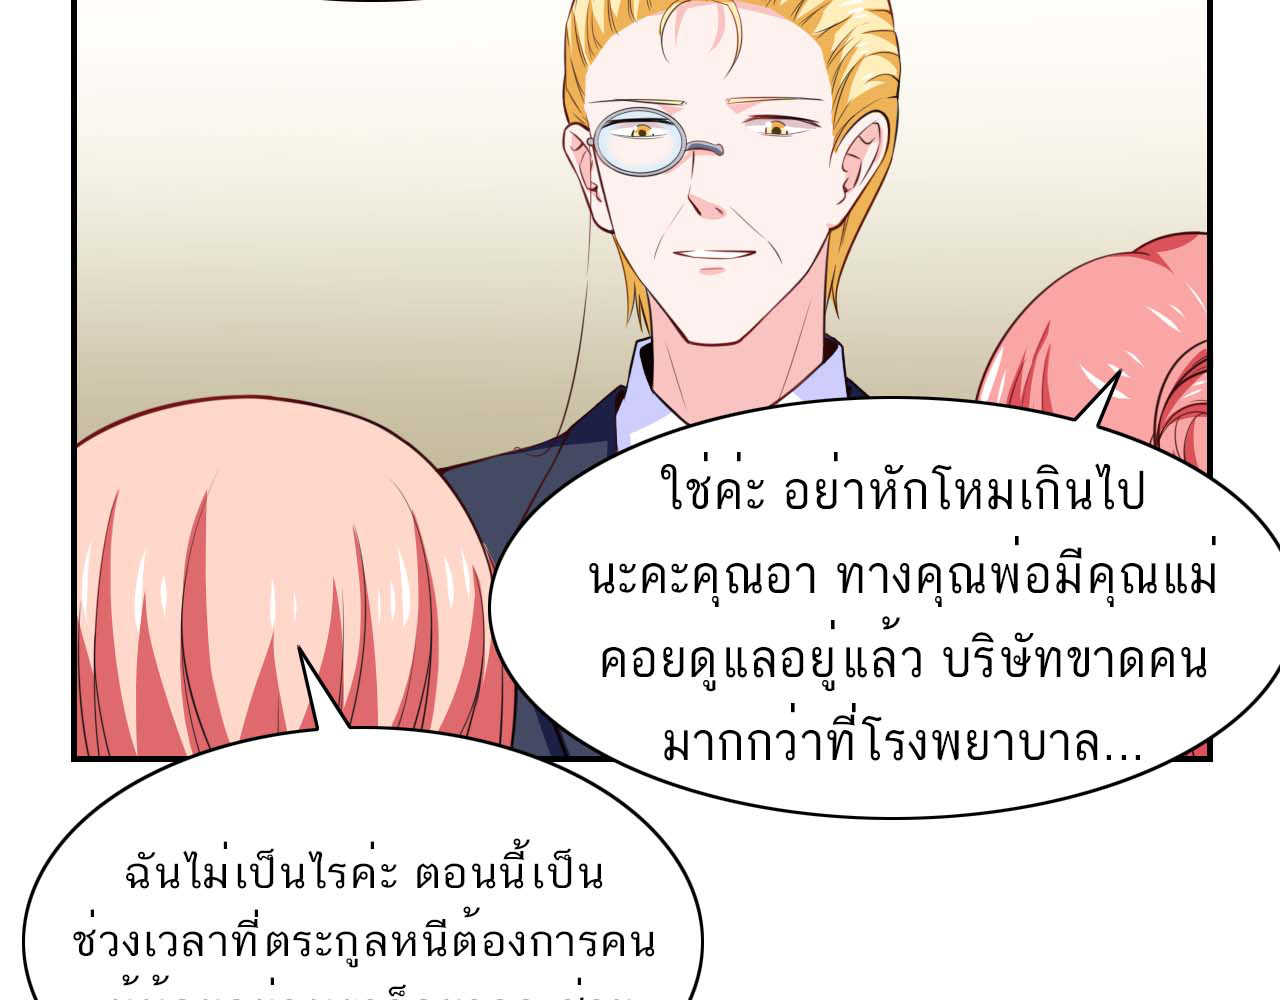 ใช่ค่ะ อย่าหักโหมเกินไป
นะคะคุณอา ทางคุณพ่อมีคุณแม่
คอยดูแลอยู่แล้ว บริษัทขาดคน
มากกว่าที่โรงพยาบาล...
ฉันไม่เป็นไรค่ะ ตอนนี้เป็น
ช่วงเวลาที่ตระกูลหนีต้องการคน